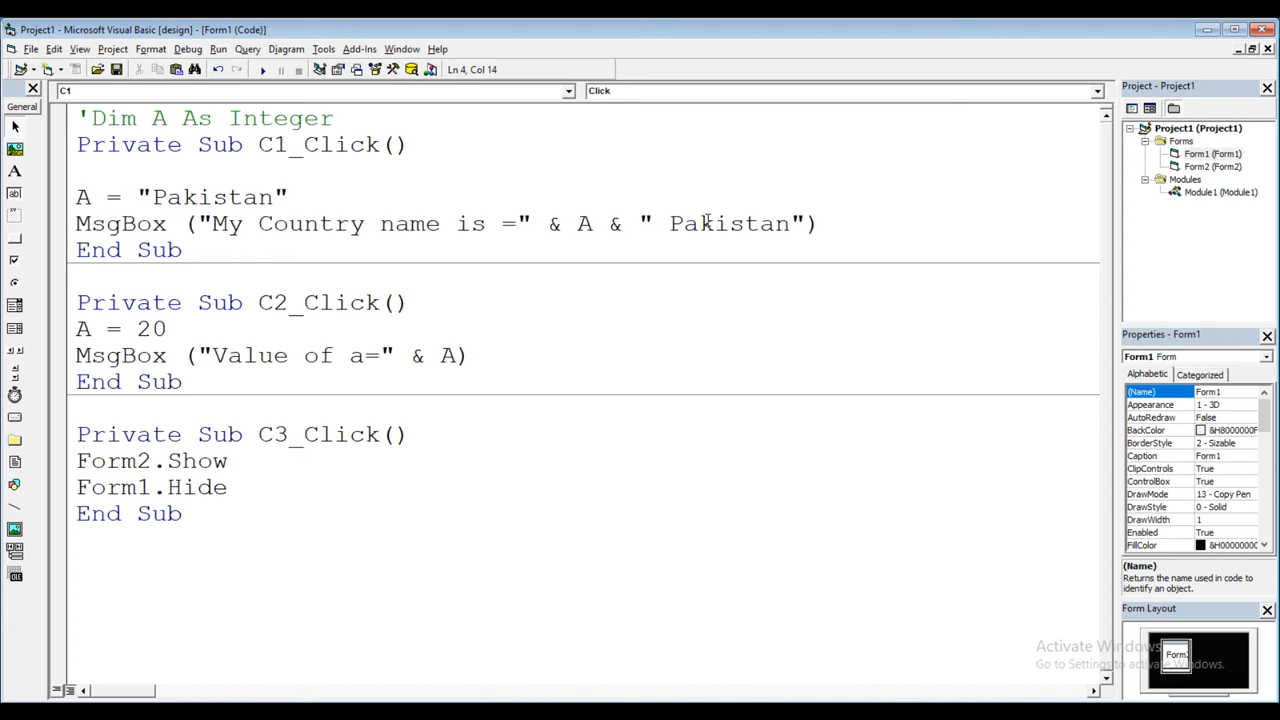 Project1 - Microsoft Visual Basic [design] - [Form1 (Code)]
File Edit View Project Format Debug Run Query Diagram Tools Add-Ins Window Help
Ln 4, Col 14
General
C1 Click
'Dim A As Integer
Private Sub C1_Click()
A = "Pakistan"
MsgBox ("My Country name is =" & A & " Pakistan")
End Sub
Private Sub C2_Click()
A = 20
MsgBox ("Value of a=" & A)
End Sub
Private Sub C3_Click()
Form2.Show
Form1.Hide
End Sub
Project - Project1
Project1 (Project1)
Forms
Form1 (Form1)
Form2 (Form2)
Modules
Module1 (Module1)
Properties - Form1
Form1 Form
Alphabetic Categorized
(Name) Form1
Appearance 1 - 3D
AutoRedraw False
BackColor &H8000000F
BorderStyle 2 - Sizable
Caption Form1
ClipControls True
ControlBox True
DrawMode 13 - Copy Pen
DrawStyle 0 - Solid
DrawWidth 1
Enabled True
FillColor &H0000000C
(Name)
Returns the name used in code to
identify an object.
Form Layout
Form
Activate Windows
Go to Settings to activate Windows.